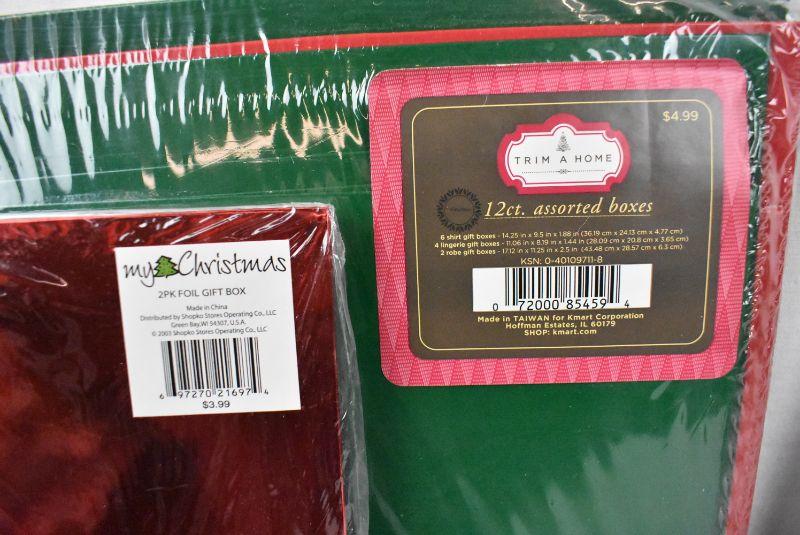 $4.99
TRIM A HOME
12ct. assorted boxes
6 shirt gift boxes - 14.25 in x 9.5 in x 1.88 in (36.19 cm x 24.13 cm x 4.77 cm)
4 lingerie gift boxes - 11.06 in x 8.19 in x 1.44 in (28.09 cm x 20.8 cm x 3.65 cm)
2 robe gift boxes - 17.12 in x 11.25 in x 2.5 in (43.48 cm x 28.57 cm x 6.3 cm)
KSN: 0-40109711-8
0 72000 85459 4
Made in TAIWAN for Kmart Corporation
Hoffman Estates, IL 60179
SHOP: kmart.com
my Christmas
2PK FOIL GIFT BOX
Made in China
Distributed by Shopko Stores Operating Co., LLC
Green Bay, WI 54307, U.S.A.
© 2003 Shopko Stores Operating Co., LLC
6 97270 21697 4
$3.99